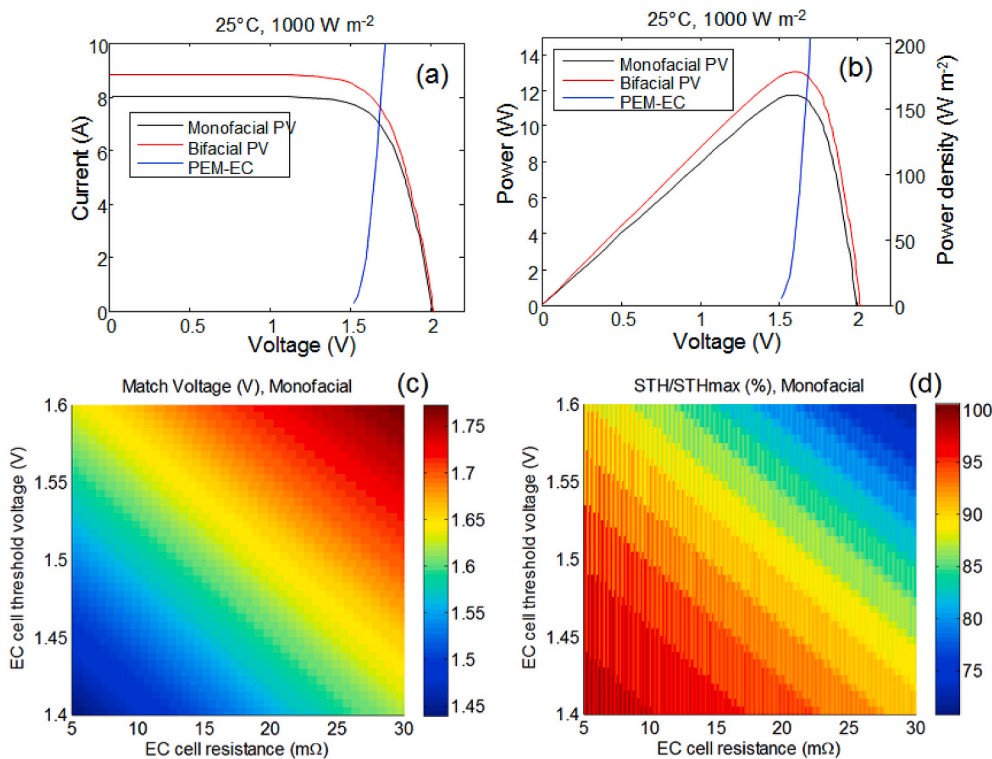 25°C, 1000 W m-2
(a)
Monofacial PV
Bifacial PV
PEM-EC
Current (A)
10
8
6
4
2
0
0
0.5
1
1.5
2
Voltage (V)
25°C, 1000 W m-2
(b)
Monofacial PV
Bifacial PV
PEM-EC
Power (W)
14
12
10
8
6
4
2
0
0
0.5
1
1.5
2
Voltage (V)
200
150
100
50
0
Power density (W m-2)
Match Voltage (V), Monofacial
(c)
EC cell threshold voltage (V)
1.6
1.55
1.5
1.45
1.4
5
10
15
20
25
30
EC cell resistance (mΩ)
1.75
1.7
1.65
1.6
1.55
1.5
1.45
STH/STHmax (%), Monofacial
(d)
EC cell threshold voltage (V)
1.6
1.55
1.5
1.45
1.4
5
10
15
20
25
30
EC cell resistance (mΩ)
100
95
90
85
80
75